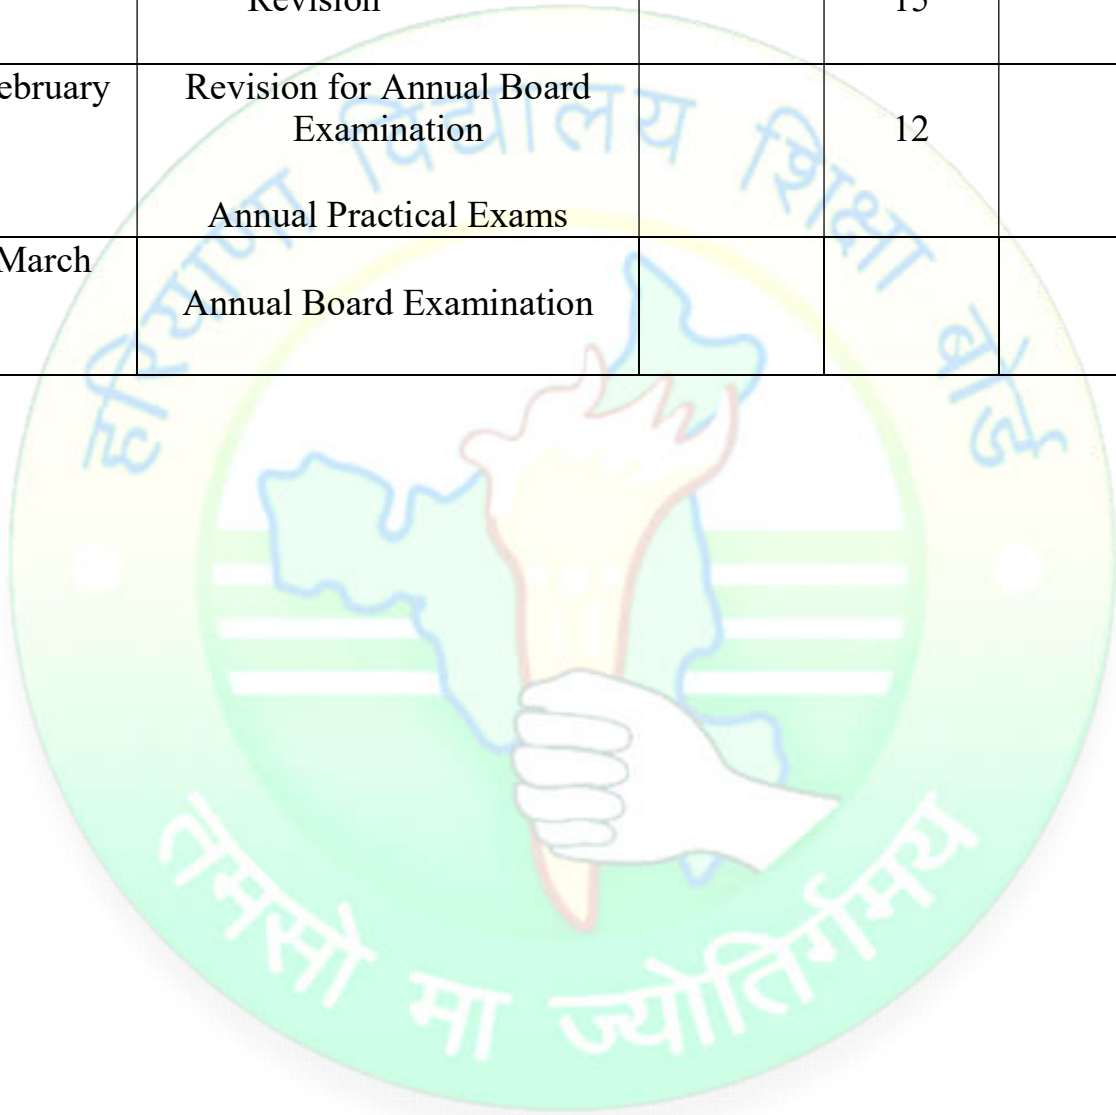 Revision 15
ebruary Revision for Annual Board
Examination 12
Annual Practical Exams
March
Annual Board Examination
हरियाणा विद्यालय शिक्षा बोर्ड
तमसो मा ज्योतिर्गमय